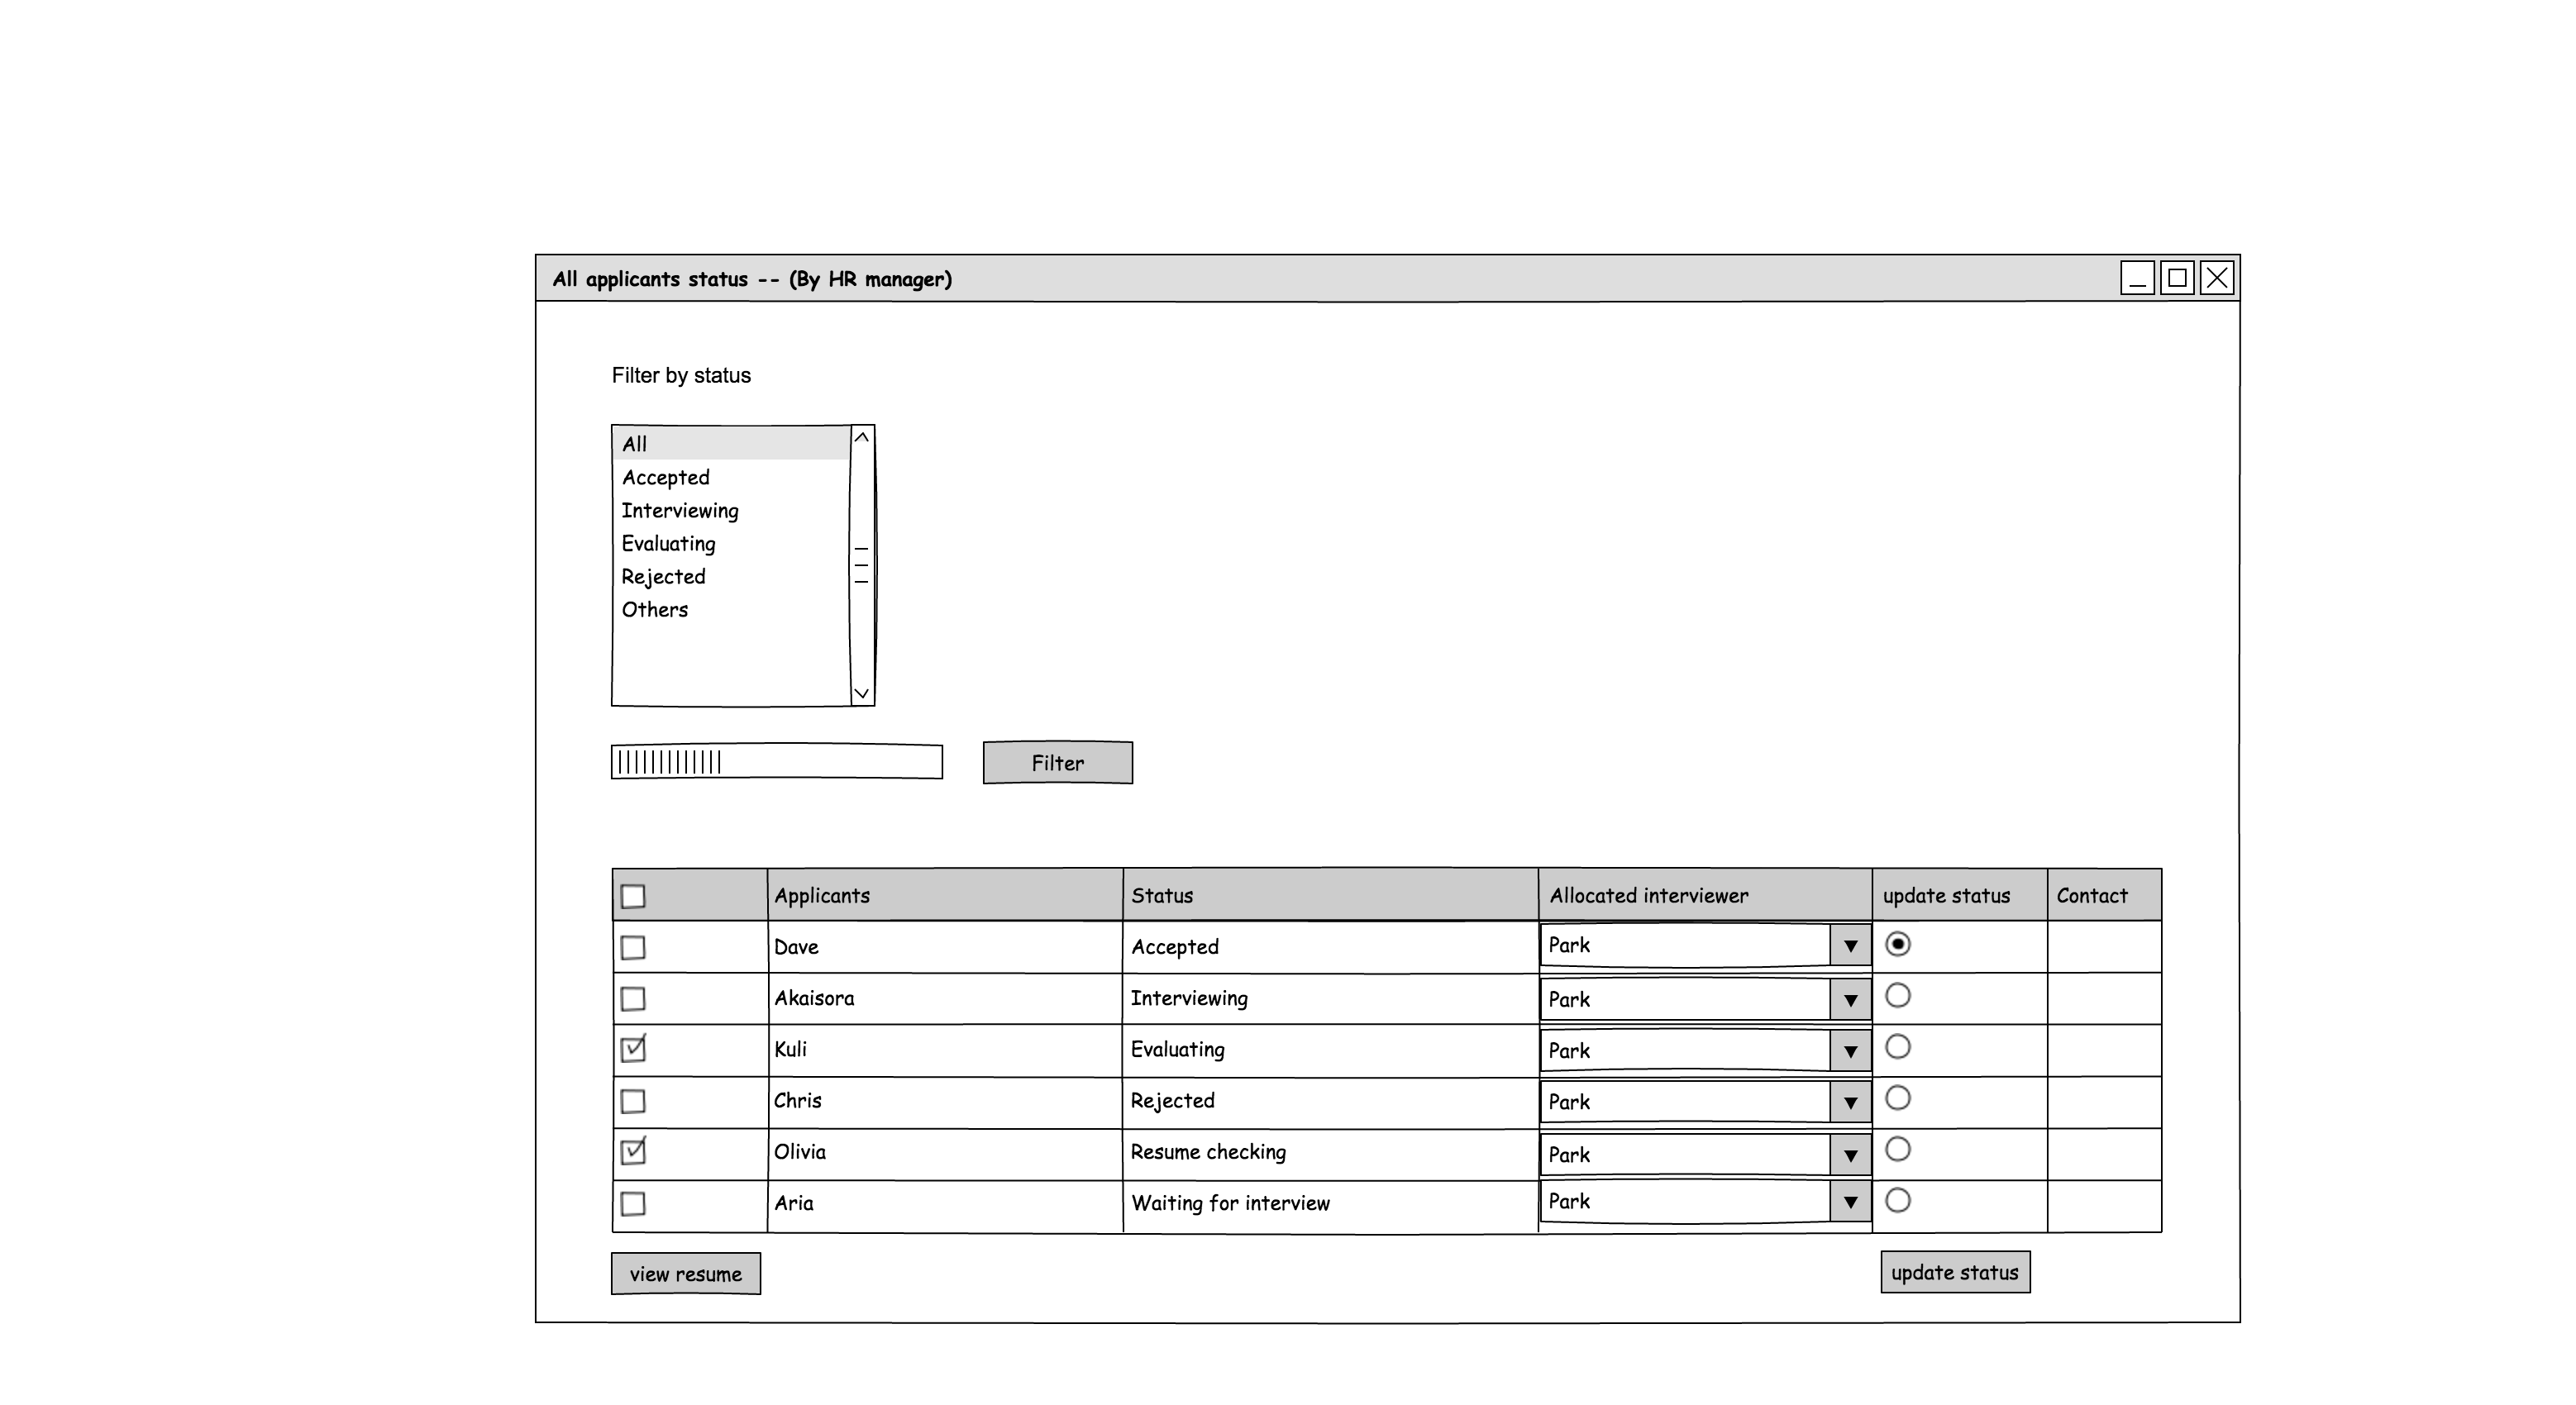 All applicants status -- (By HR manager)
Filter by status
All
Accepted
Interviewing
Evaluating
Rejected
Others
Filter
Applicants Status Allocated interviewer update status Contact
Dave Accepted Park
Akaisora Interviewing Park
Kuli Evaluating Park
Chris Rejected Park
Olivia Resume checking Park
Aria Waiting for interview Park
view resume update status